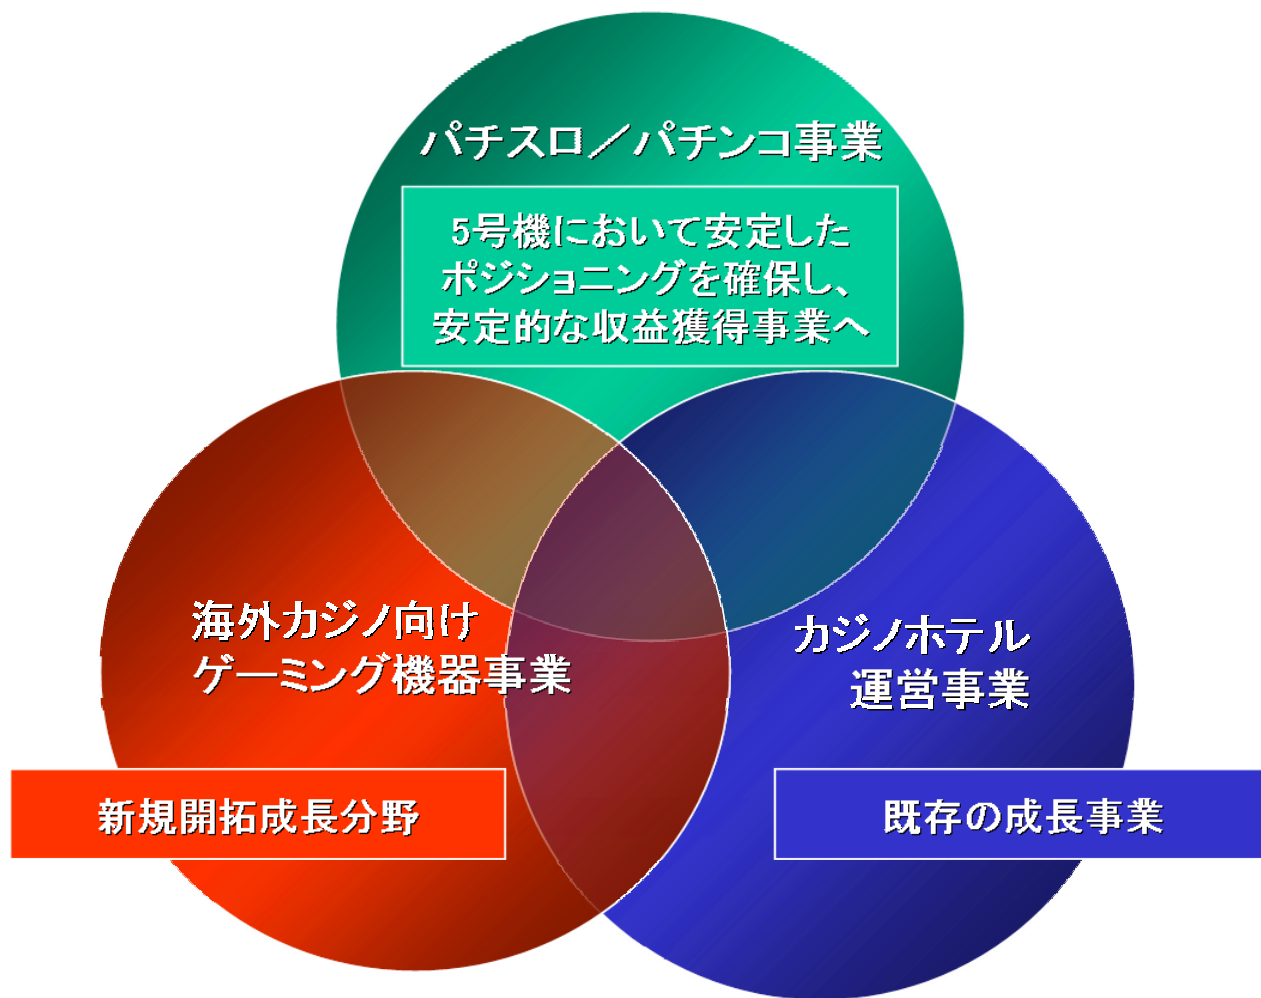 パチスロ／パチンコ事業
5号機において安定した
ポジショニングを確保し、
安定的な収益獲得事業へ
海外カジノ向け
ゲーミング機器事業
カジノホテル
運営事業
新規開拓成長分野
既存の成長事業